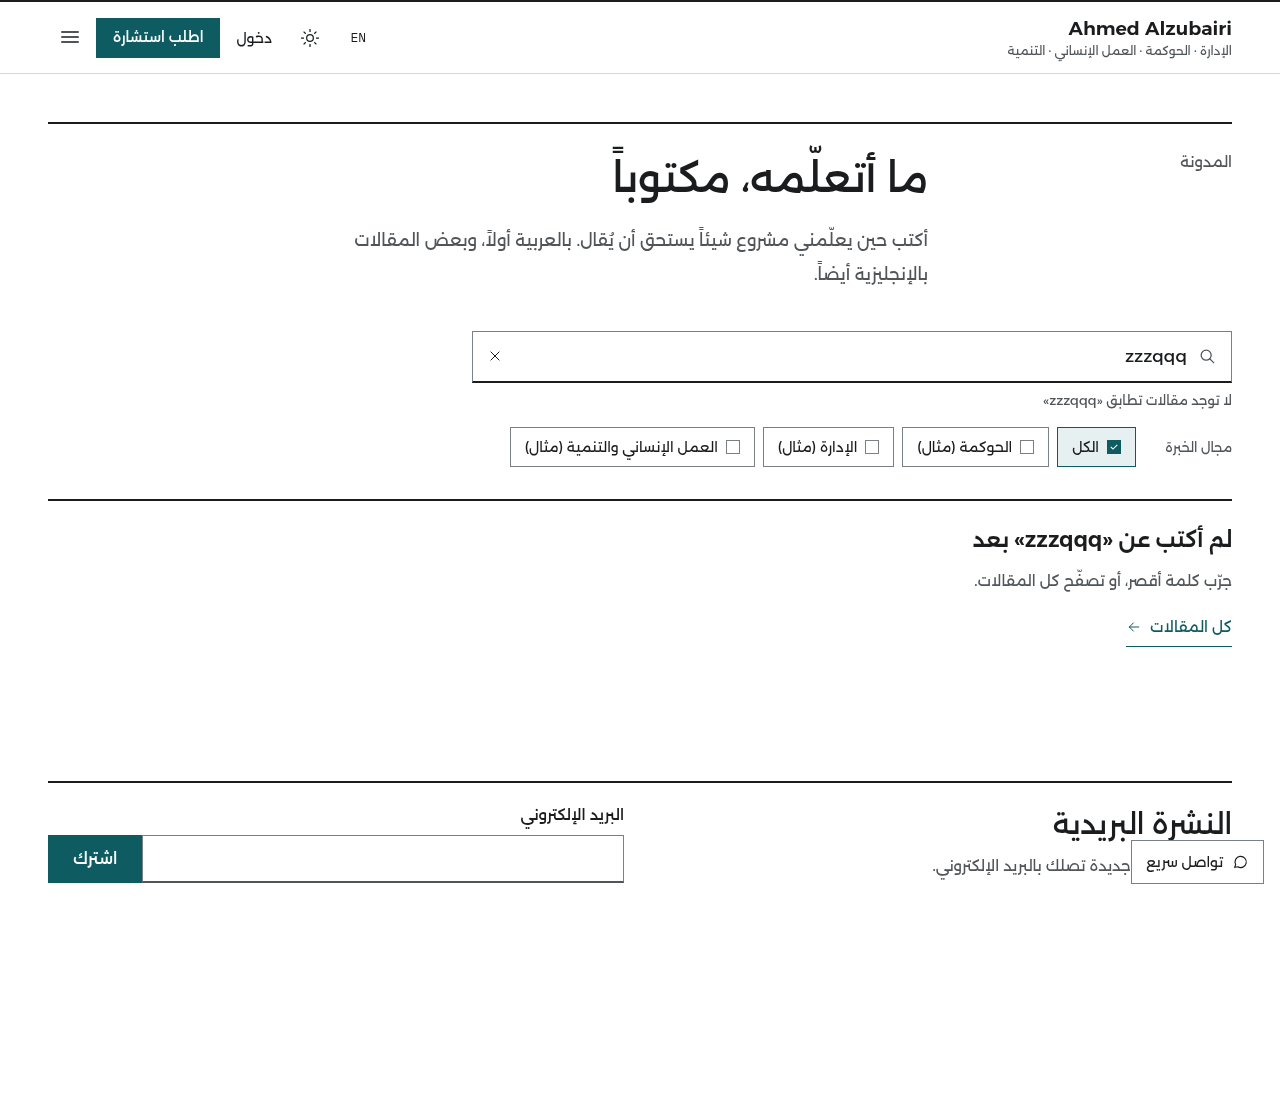 Ahmed Alzubairi
الإدارة · الحوكمة · العمل الإنساني · التنمية
EN
دخول
اطلب استشارة
المدونة
ما أتعلّمه، مكتوباً
أكتب حين يعلّمني مشروع شيئاً يستحق أن يُقال. بالعربية أولاً، وبعض المقالات
بالإنجليزية أيضاً.
zzzqqq
لا توجد مقالات تطابق «zzzqqq»
مجال الخبرة
الكل
الحوكمة (مثال)
الإدارة (مثال)
العمل الإنساني والتنمية (مثال)
لم أكتب عن «zzzqqq» بعد
جرّب كلمة أقصر، أو تصفّح كل المقالات.
كل المقالات
النشرة البريدية
جديدة تصلك بالبريد الإلكتروني.
تواصل سريع
البريد الإلكتروني
اشترك